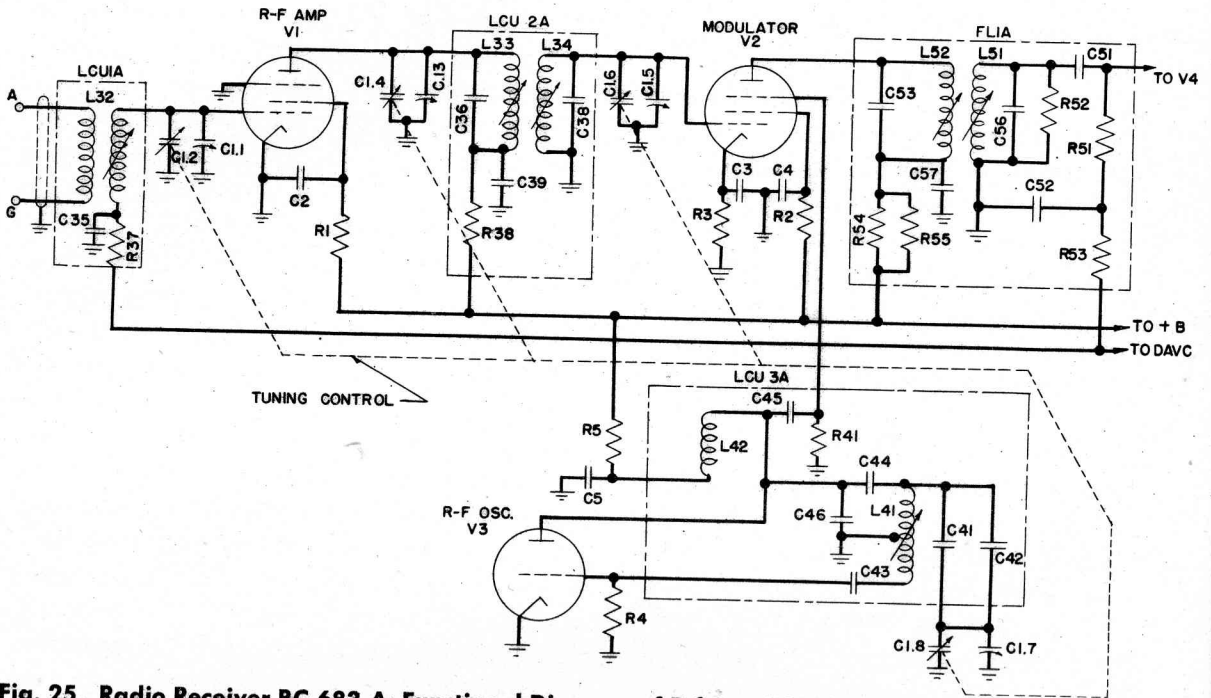 R-F AMP
V1
LCU 2A
MODULATOR
V2
FL1A
LCU1A
L32
L33
L34
L52
L51
C51
TO V4
A
G
C1.4
C1.3
C36
C38
C1.6
C1.5
C53
C56
R52
R51
C1.2
C1.1
C2
C39
C3
C4
C57
C52
C35
R37
R1
R38
R3
R2
R54
R55
R53
TO + B
TO DAVC
TUNING CONTROL
LCU 3A
C45
R5
L42
R41
C5
C44
R-F OSC.
V3
C46
L41
C41
C42
C43
R4
C1.8
C1.7
Fig. 25 Radio Receiver BC-683-A; Functional Diagram of